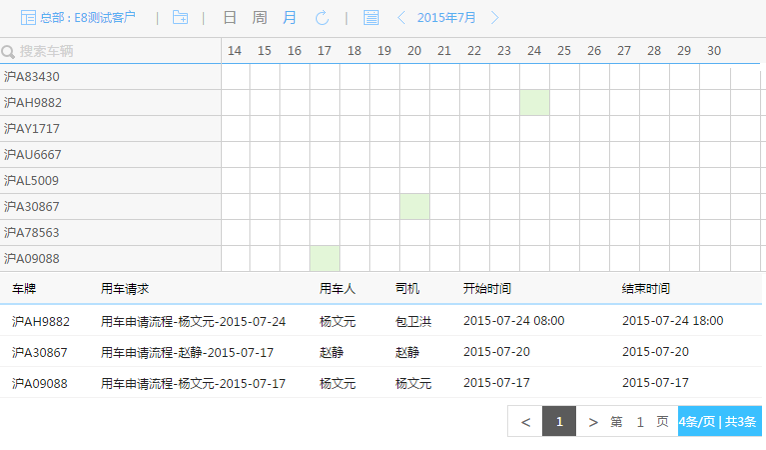 总部 : E8测试客户 | | 日 周 月 | 2015年7月
搜索车辆 14 15 16 17 18 19 20 21 22 23 24 25 26 27 28 29 30
沪A83430
沪AH9882
沪AY1717
沪AU6667
沪AL5009
沪A30867
沪A78563
沪A09088
车牌 用车请求 用车人 司机 开始时间 结束时间
沪AH9882 用车申请流程-杨文元-2015-07-24 杨文元 包卫洪 2015-07-24 08:00 2015-07-24 18:00
沪A30867 用车申请流程-赵静-2015-07-17 赵静 赵静 2015-07-20 2015-07-20
沪A09088 用车申请流程-杨文元-2015-07-17 杨文元 杨文元 2015-07-17 2015-07-17
< 1 > 第 1 页 4条/页 | 共3条